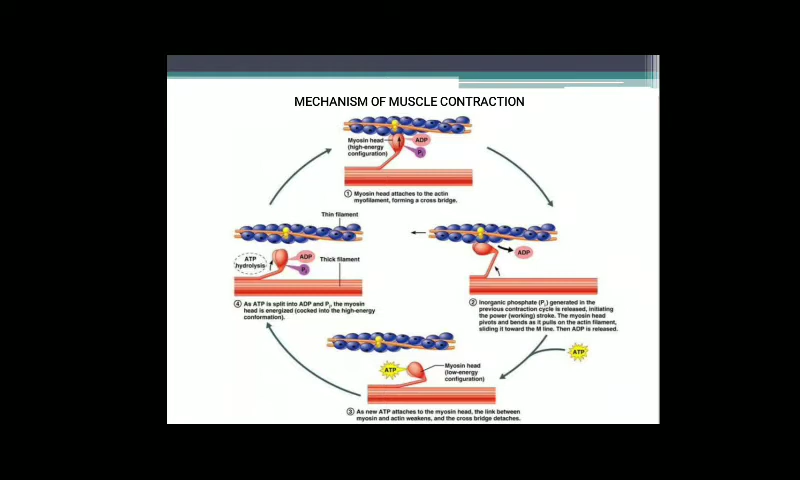 MECHANISM OF MUSCLE CONTRACTION
Myosin head
(high-energy
configuration)
ADP
Pi
① Myosin head attaches to the actin
myofilament, forming a cross bridge.
Thin filament
ATP
hydrolysis
ADP
Pi
Thick filament
④ As ATP is split into ADP and Pi, the myosin
head is energized (cocked into the high-energy
conformation).
ADP
② Inorganic phosphate (Pi) generated in the
previous contraction cycle is released, initiating
the power (working) stroke. The myosin head
pivots and bends as it pulls on the actin filament,
sliding it toward the M line. Then ADP is released.
ATP
ATP
Myosin head
(low-energy
configuration)
③ As new ATP attaches to the myosin head, the link between
myosin and actin weakens, and the cross bridge detaches.